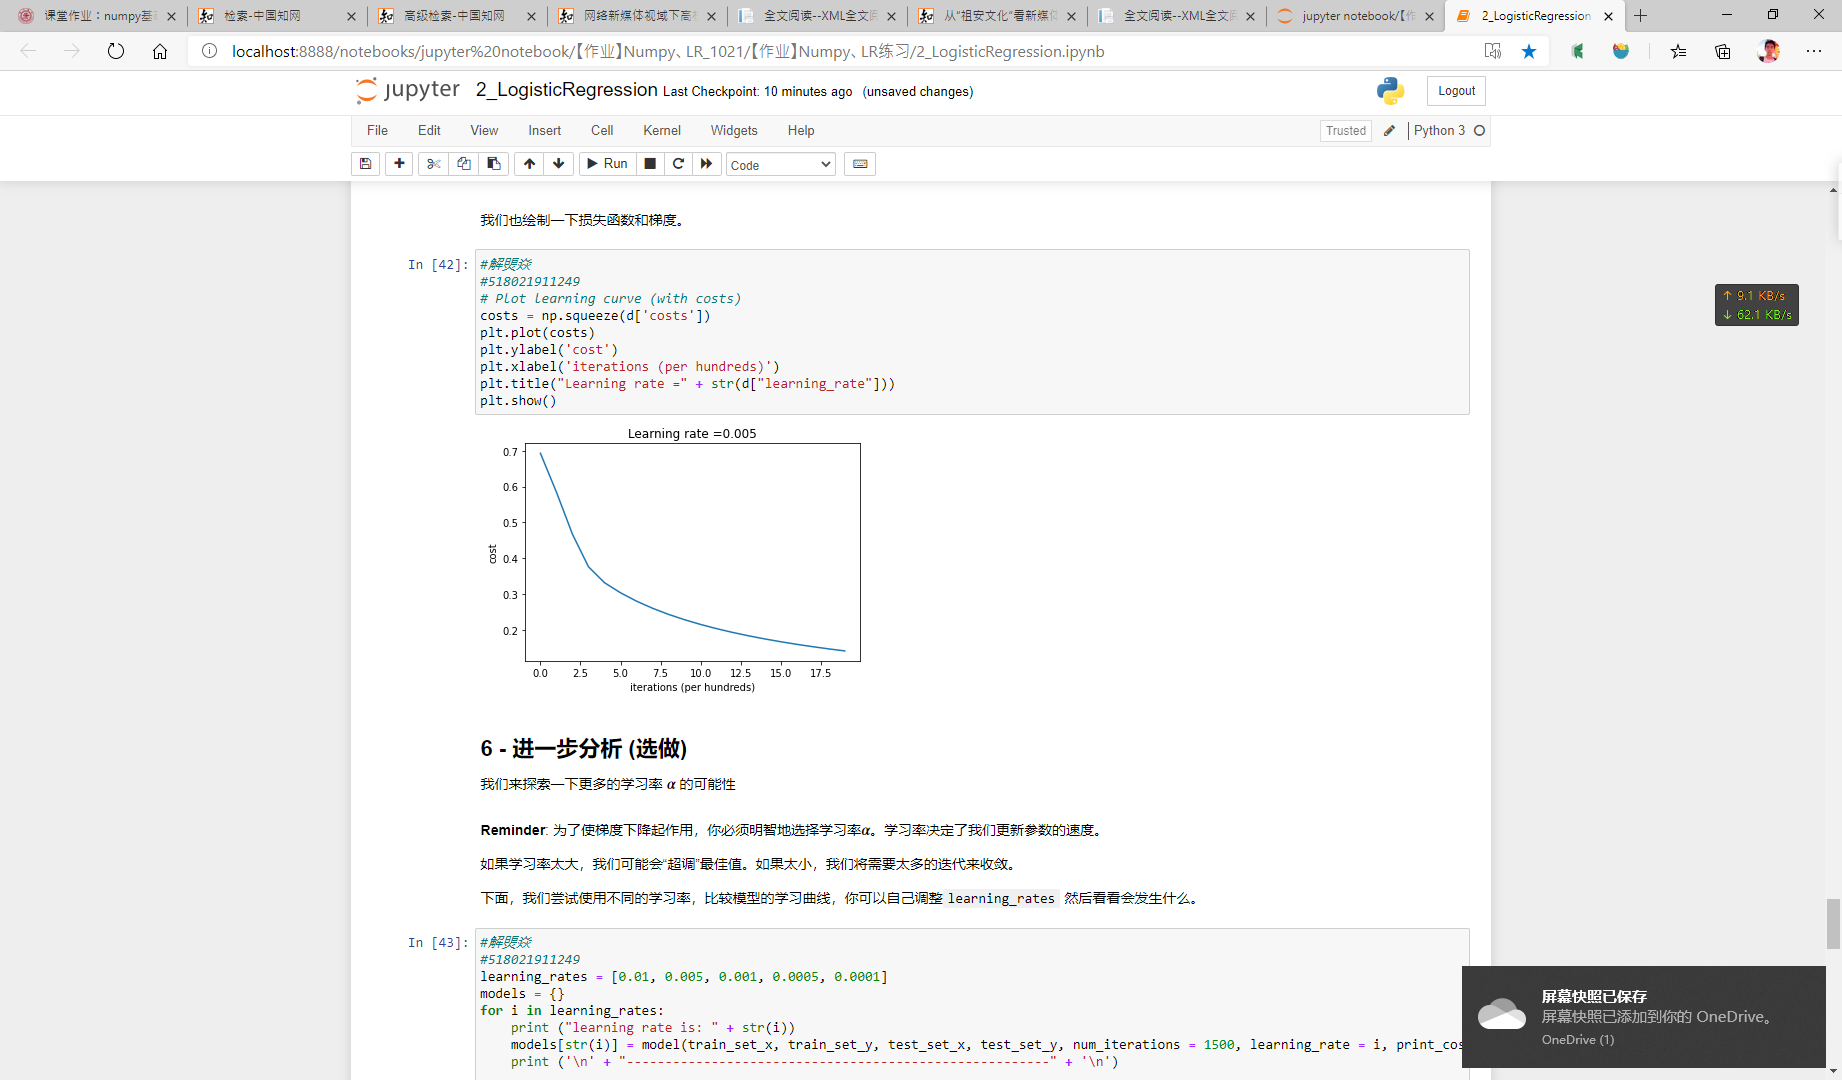 课堂作业：numpy基
检索-中国知网
高级检索-中国知网
网络新媒体视域下高
全文阅读--XML全文阅
从“祖安文化”看新媒体
全文阅读--XML全文阅
jupyter notebook/【作
2_LogisticRegression
localhost:8888/notebooks/jupyter%20notebook/【作业】Numpy、LR_1021/【作业】Numpy、LR练习/2_LogisticRegression.ipynb
jupyter 2_LogisticRegression Last Checkpoint: 10 minutes ago (unsaved changes)
Logout
File Edit View Insert Cell Kernel Widgets Help
Trusted Python 3
Run Code
我们也绘制一下损失函数和梯度。
9.1 KB/s
62.1 KB/s
In [42]:
#518021911249
# Plot learning curve (with costs)
costs = np.squeeze(d['costs'])
plt.plot(costs)
plt.ylabel('cost')
plt.xlabel('iterations (per hundreds)')
plt.title("Learning rate =" + str(d["learning_rate"]))
plt.show()
Learning rate =0.005
0.7
0.6
0.5
0.4
0.3
0.2
cost
0.0 2.5 5.0 7.5 10.0 12.5 15.0 17.5
iterations (per hundreds)
6 - 进一步分析 (选做)
我们来探索一下更多的学习率 α 的可能性
Reminder: 为了使梯度下降起作用，你必须明智地选择学习率α。学习率决定了我们更新参数的速度。
如果学习率太大，我们可能会“超调”最佳值。如果太小，我们将需要太多的迭代来收敛。
下面，我们尝试使用不同的学习率，比较模型的学习曲线，你可以自己调整 learning_rates 然后看看会发生什么。
In [43]:
#518021911249
learning_rates = [0.01, 0.005, 0.001, 0.0005, 0.0001]
models = {}
for i in learning_rates:
print ("learning rate is: " + str(i))
models[str(i)] = model(train_set_x, train_set_y, test_set_x, test_set_y, num_iterations = 1500, learning_rate = i, print_cos
print ('\n' + "-------------------------------------------------------" + '\n')
屏幕快照已保存
屏幕快照已添加到你的 OneDrive。
OneDrive (1)